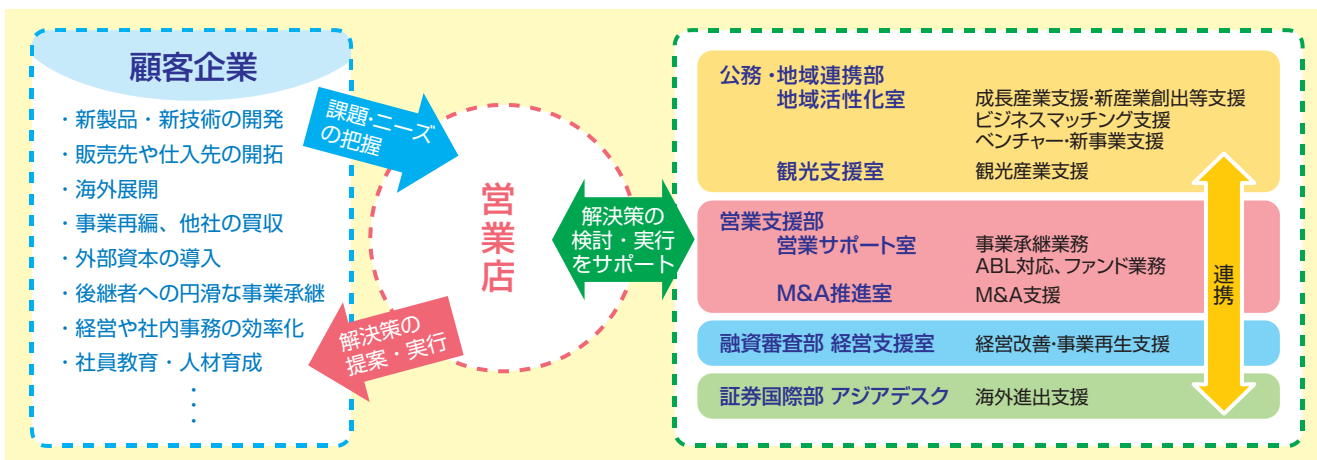 顧客企業
・新製品・新技術の開発
・販売先や仕入先の開拓
・海外展開
・事業再編、他社の買収
・外部資本の導入
・後継者への円滑な事業承継
・経営や社内事務の効率化
・社員教育・人材育成
・
・
・
課題・ニーズ
の把握
営業店
解決策の
提案・実行
解決策の
検討・実行
をサポート
公務・地域連携部
地域活性化室
成長産業支援・新産業創出等支援
ビジネスマッチング支援
ベンチャー・新事業支援
観光支援室
観光産業支援
営業支援部
営業サポート室
事業承継業務
ABL対応、ファンド業務
M&A推進室
M&A支援
融資審査部 経営支援室
経営改善・事業再生支援
証券国際部 アジアデスク
海外進出支援
連携